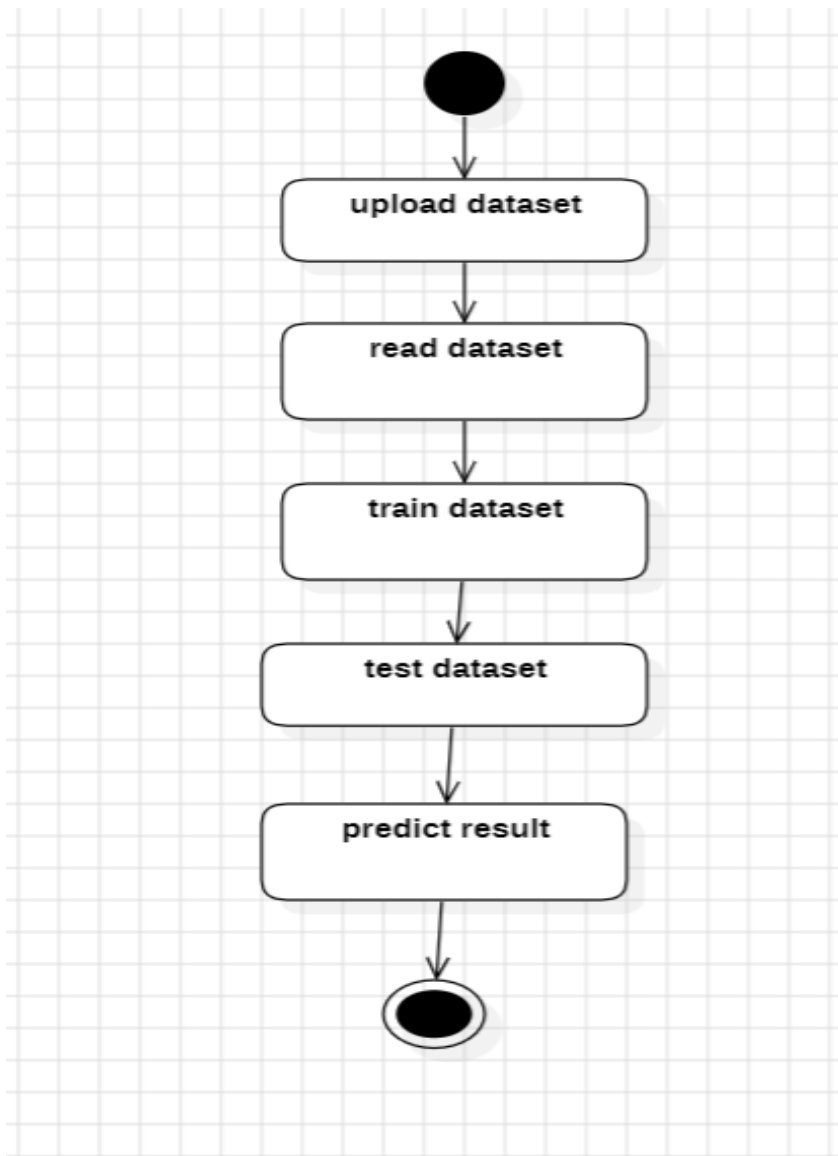 upload dataset
read dataset
train dataset
test dataset
predict result